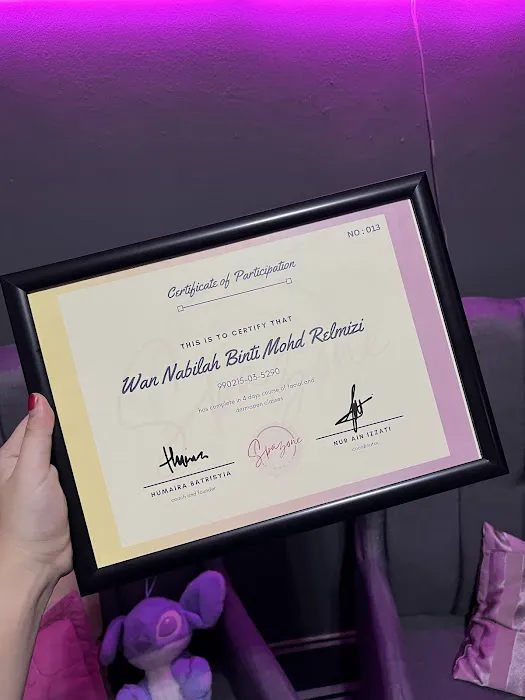 NO : 013
Certificate of Participation
THIS IS TO CERTIFY THAT
Wan Nabilah Binti Mohd Relmizi
990215-03-5290
has complete in 4 days course of facial and
HUMAIRA BATRISYIA
coach and founder
Spazone
NUR AIN IZZATI
coordinator